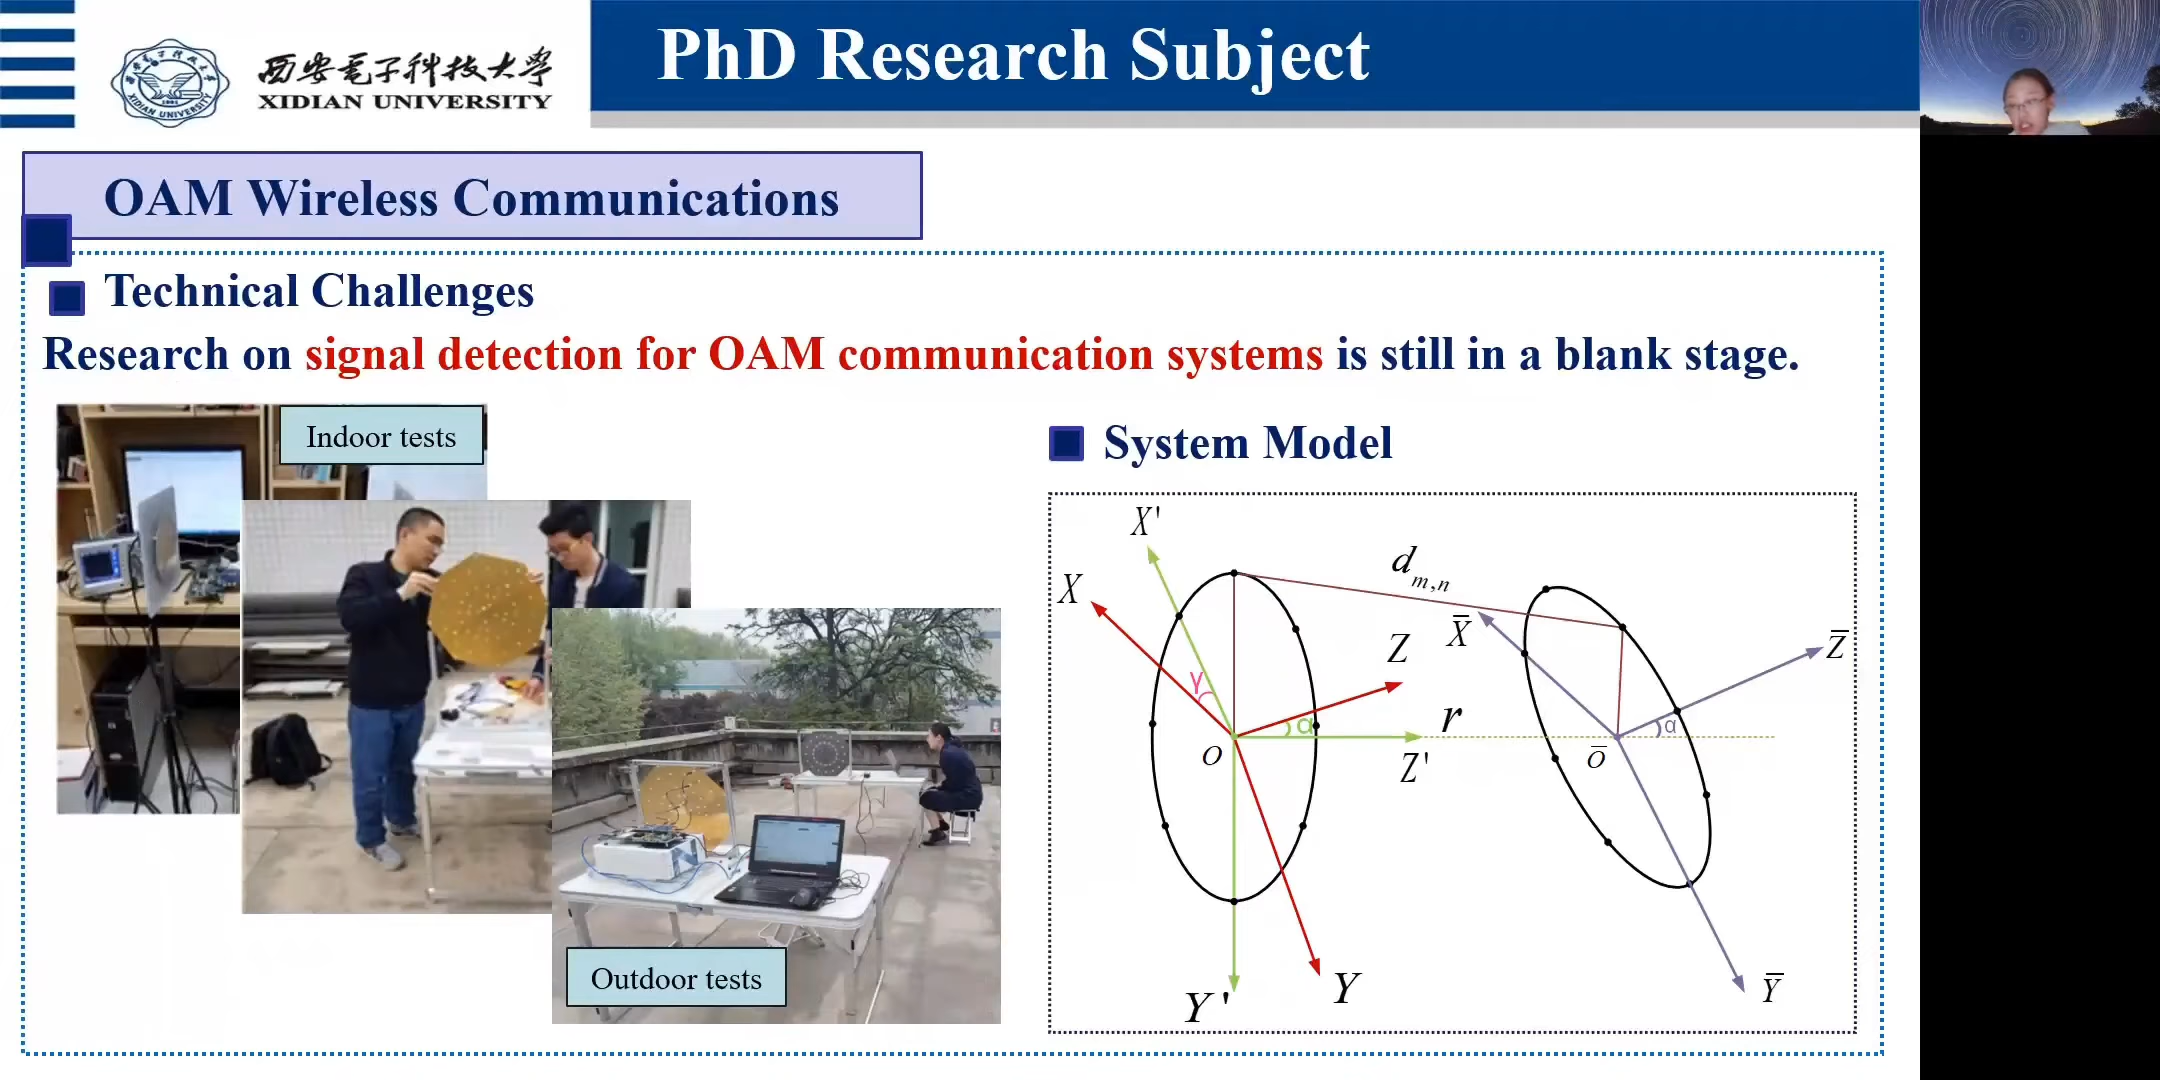 西安电子科技大学
XIDIAN UNIVERSITY
PhD Research Subject
OAM Wireless Communications
Technical Challenges
Research on signal detection for OAM communication systems is still in a blank stage.
Indoor tests
Outdoor tests
System Model
X'
X
γ
O
Z
α
Z'
r
Y'
Y
d_{m,n}
X̅
Z̅
α
O̅
Y̅